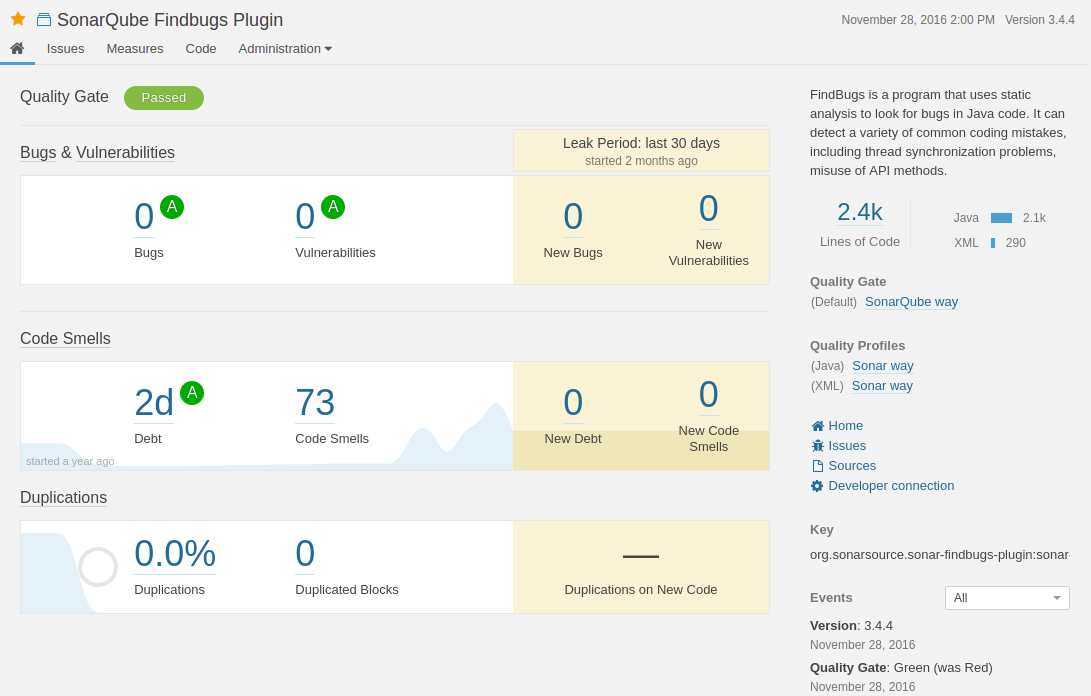 SonarQube Findbugs Plugin
November 28, 2016 2:00 PM Version 3.4.4
Issues Measures Code Administration
Quality Gate Passed
Bugs & Vulnerabilities
Leak Period: last 30 days
started 2 months ago
0 A
Bugs
0 A
Vulnerabilities
0
New Bugs
0
New
Vulnerabilities
Code Smells
2d A
Debt
73
Code Smells
started a year ago
0
New Debt
0
New Code
Smells
Duplications
0.0%
Duplications
0
Duplicated Blocks
—
Duplications on New Code
FindBugs is a program that uses static
analysis to look for bugs in Java code. It can
detect a variety of common coding mistakes,
including thread synchronization problems,
misuse of API methods.
2.4k
Lines of Code
Java 2.1k
XML 290
Quality Gate
(Default) SonarQube way
Quality Profiles
(Java) Sonar way
(XML) Sonar way
Home
Issues
Sources
Developer connection
Key
org.sonarsource.sonar-findbugs-plugin:sonar-
Events All
Version: 3.4.4
November 28, 2016
Quality Gate: Green (was Red)
November 28, 2016